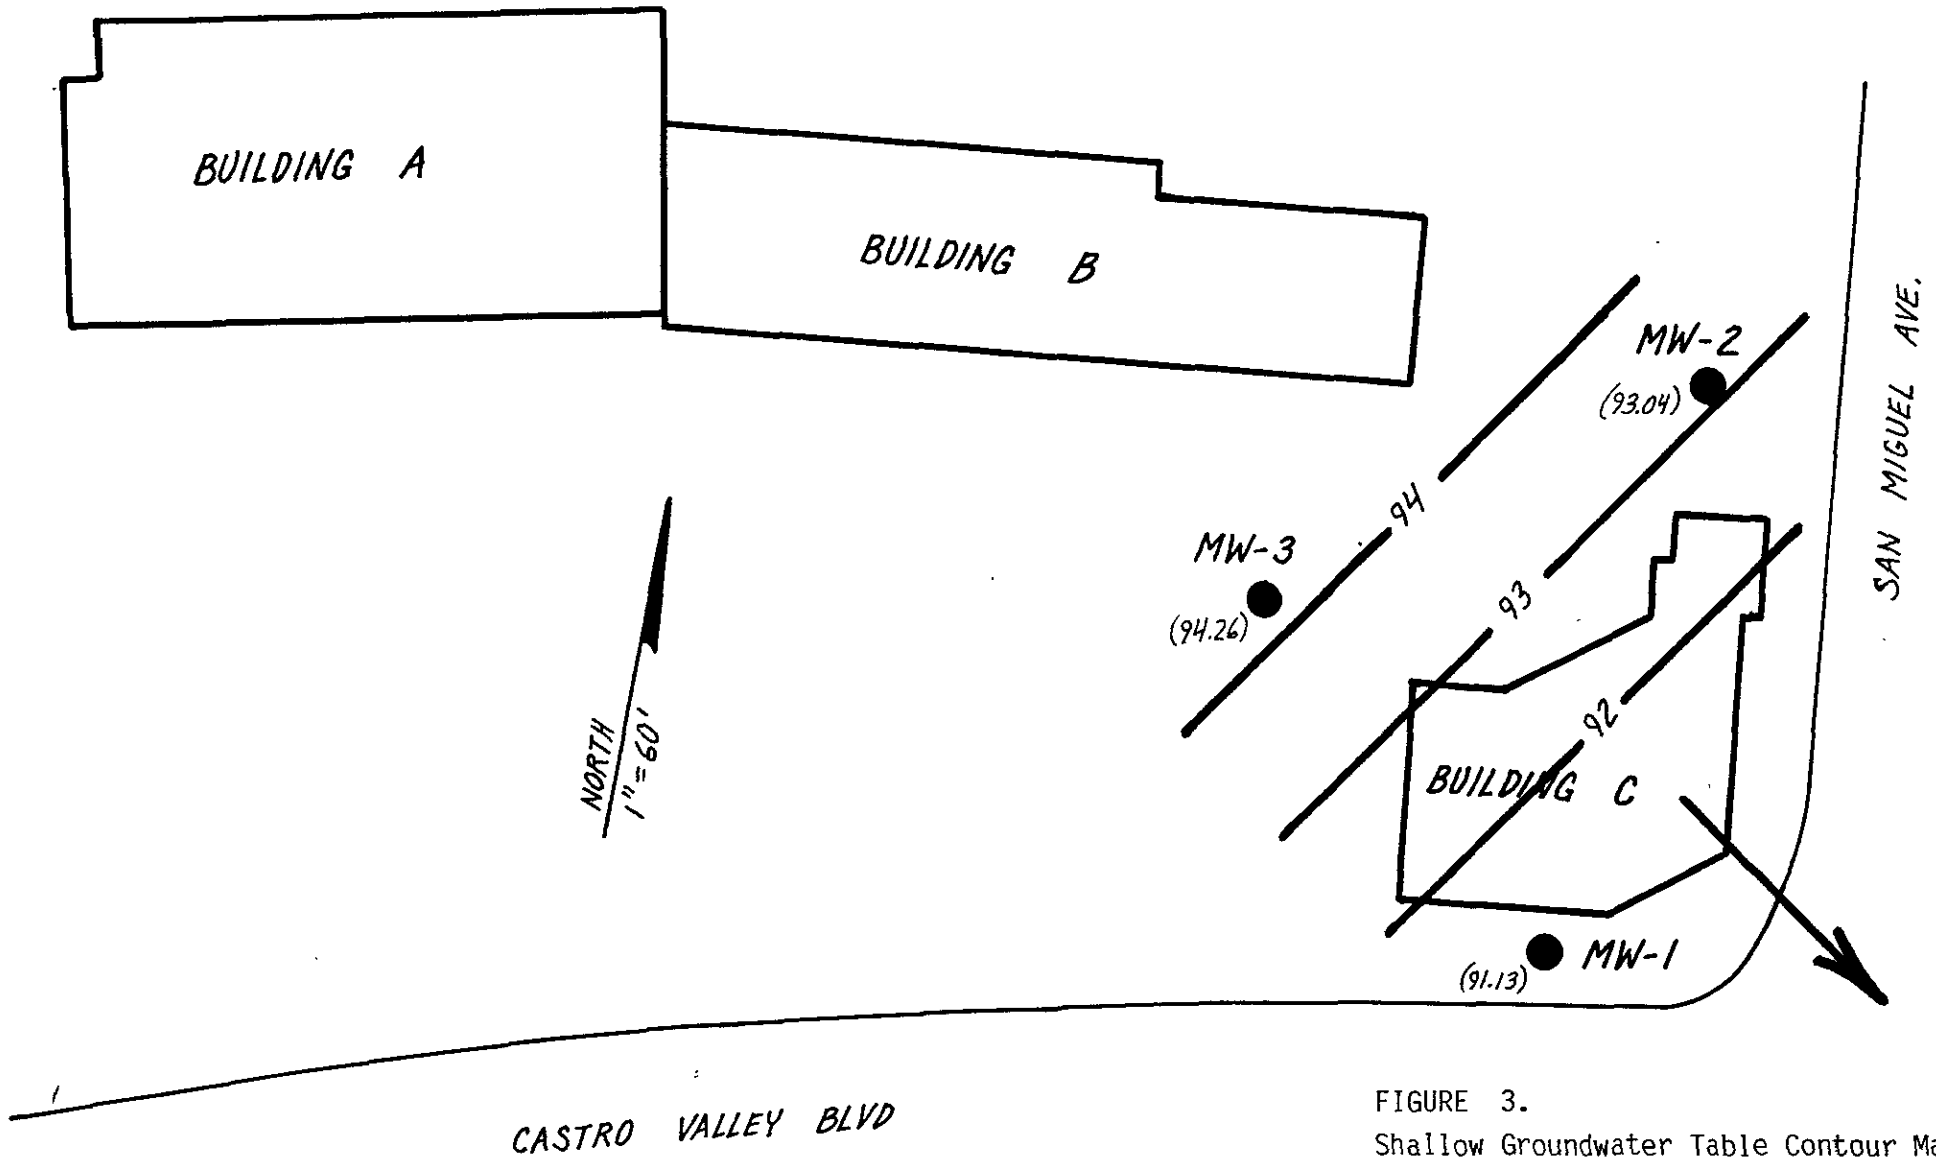 BUILDING A
BUILDING B
MW-2
(93.04)
SAN MIGUEL AVE.
94
MW-3
(94.26)
93
NORTH
1"=60'
92
BUILDING C
MW-1
(91.13)
CASTRO VALLEY BLVD
FIGURE 3.
Shallow Groundwater Table Contour Ma